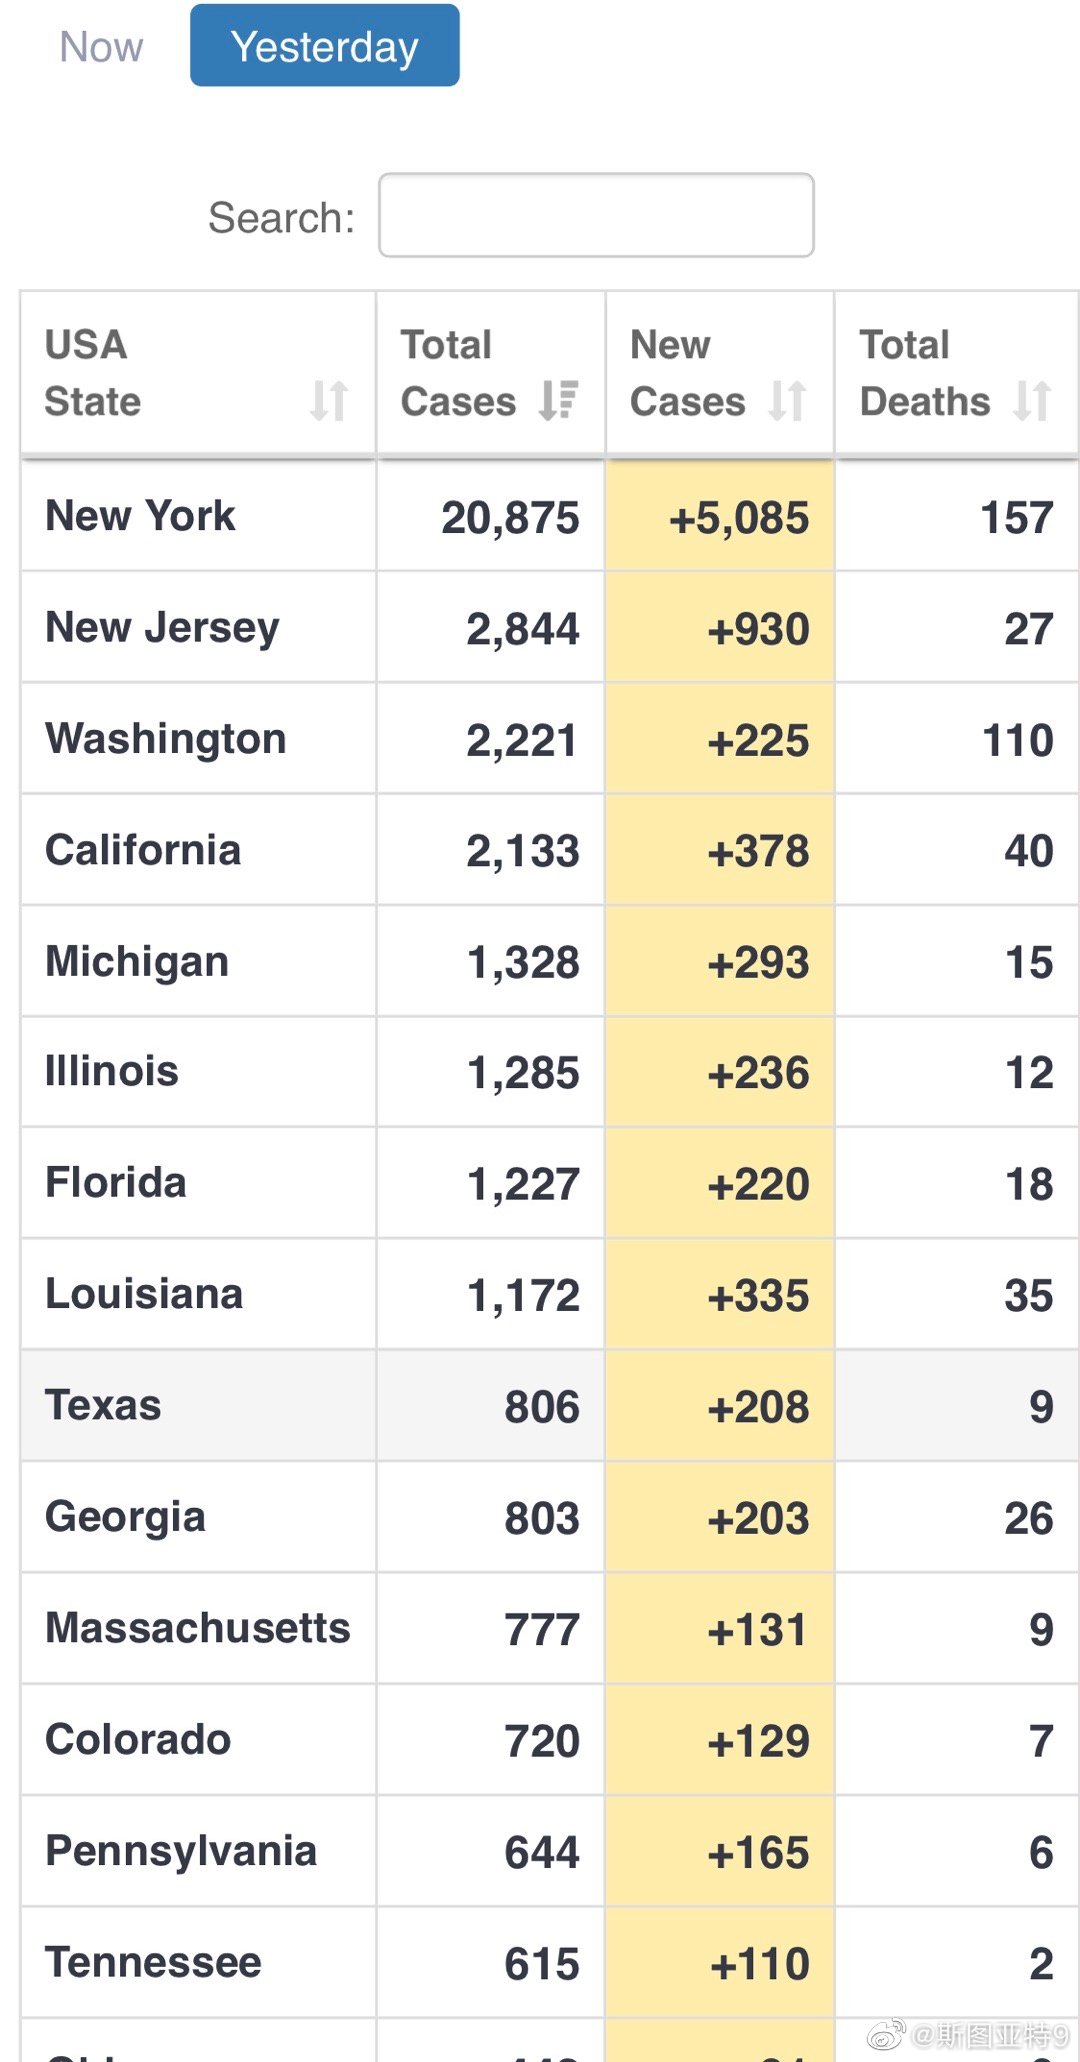 Now Yesterday
Search:
USA State Total Cases New Cases Total Deaths
New York 20,875 +5,085 157
New Jersey 2,844 +930 27
Washington 2,221 +225 110
California 2,133 +378 40
Michigan 1,328 +293 15
Illinois 1,285 +236 12
Florida 1,227 +220 18
Louisiana 1,172 +335 35
Texas 806 +208 9
Georgia 803 +203 26
Massachusetts 777 +131 9
Colorado 720 +129 7
Pennsylvania 644 +165 6
Tennessee 615 +110 2
@斯图亚特9